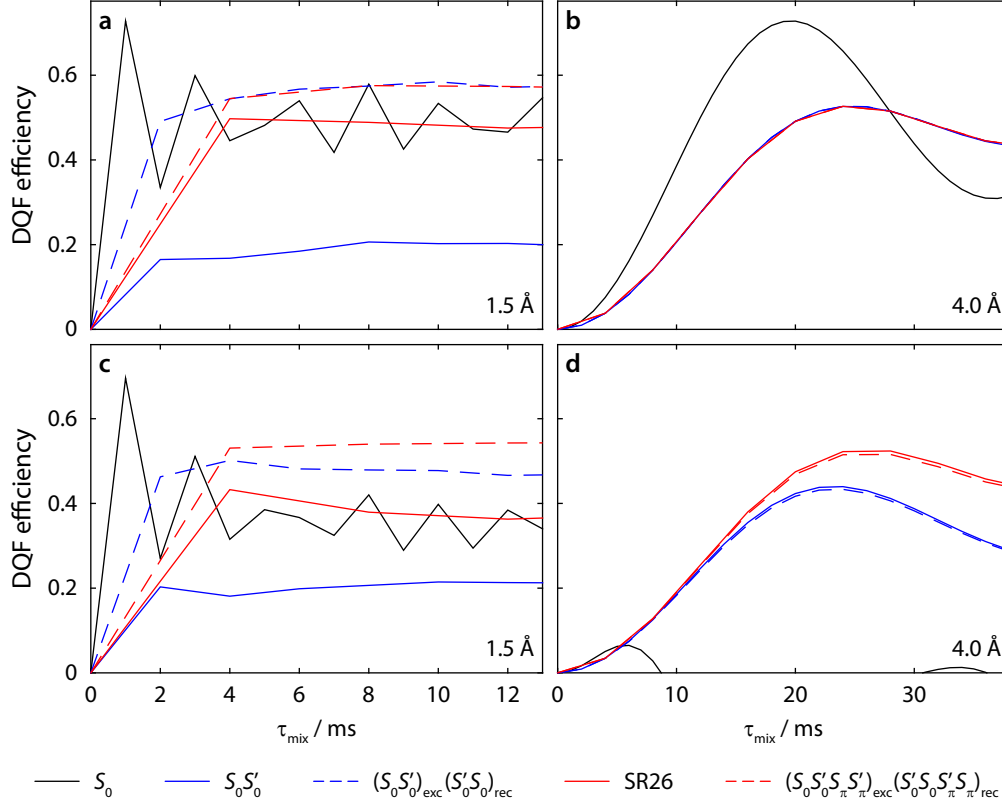 a
b
DQF efficiency
0.6
0.4
0.2
0
1.5 Å
4.0 Å
c
d
DQF efficiency
0.6
0.4
0.2
0
1.5 Å
4.0 Å
0 2 4 6 8 10 12
0 10 20 30
τmix / ms
τmix / ms
S0 S0S′0 (S0S′0)exc(S′0S0)rec SR26 (S0S′0SπS′π)exc(S′0S0S′πSπ)rec